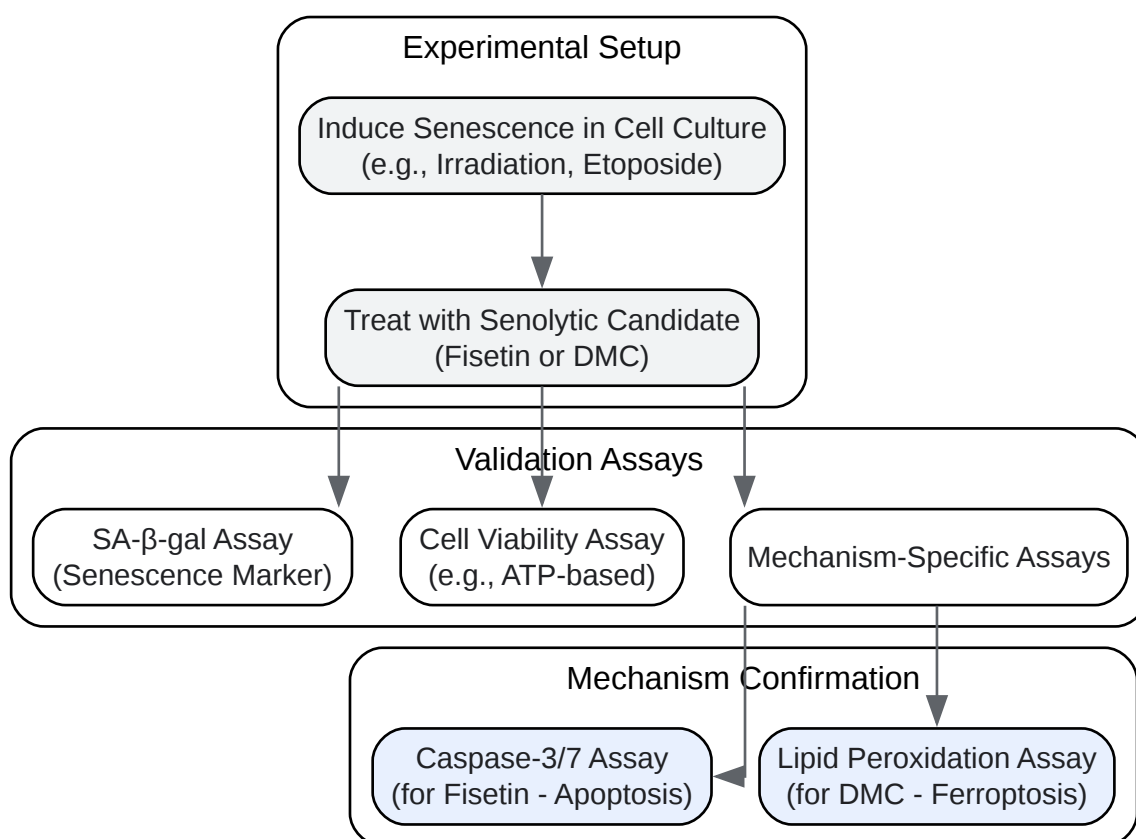 Experimental Setup
Induce Senescence in Cell Culture
(e.g., Irradiation, Etoposide)
Treat with Senolytic Candidate
(Fisetin or DMC)
Validation Assays
SA-β-gal Assay
(Senescence Marker)
Cell Viability Assay
(e.g., ATP-based)
Mechanism-Specific Assays
Mechanism Confirmation
Caspase-3/7 Assay
(for Fisetin - Apoptosis)
Lipid Peroxidation Assay
(for DMC - Ferroptosis)